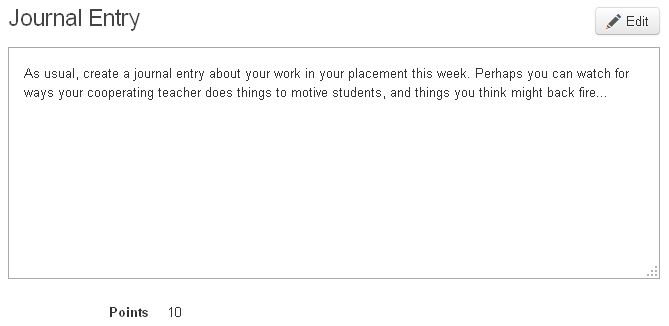 Journal Entry
Edit
As usual, create a journal entry about your work in your placement this week. Perhaps you can watch for
ways your cooperating teacher does things to motive students, and things you think might back fire...
Points 10